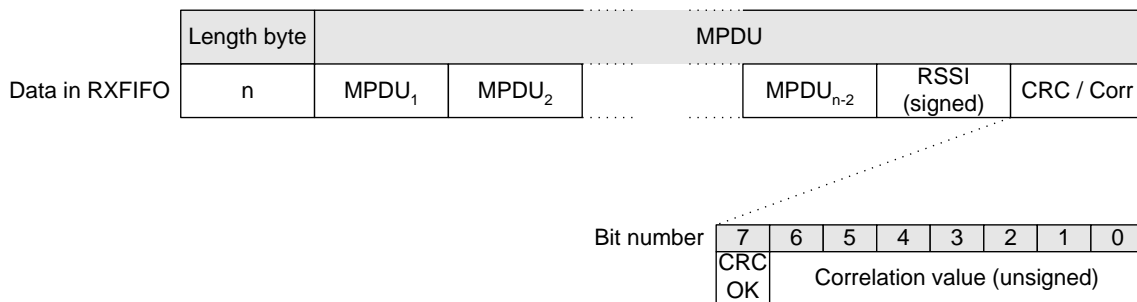 Length byte MPDU
Data in RXFIFO n MPDU₁ MPDU₂ MPDUₙ₋₂ RSSI (signed) CRC / Corr
Bit number 7 6 5 4 3 2 1 0
CRC OK Correlation value (unsigned)